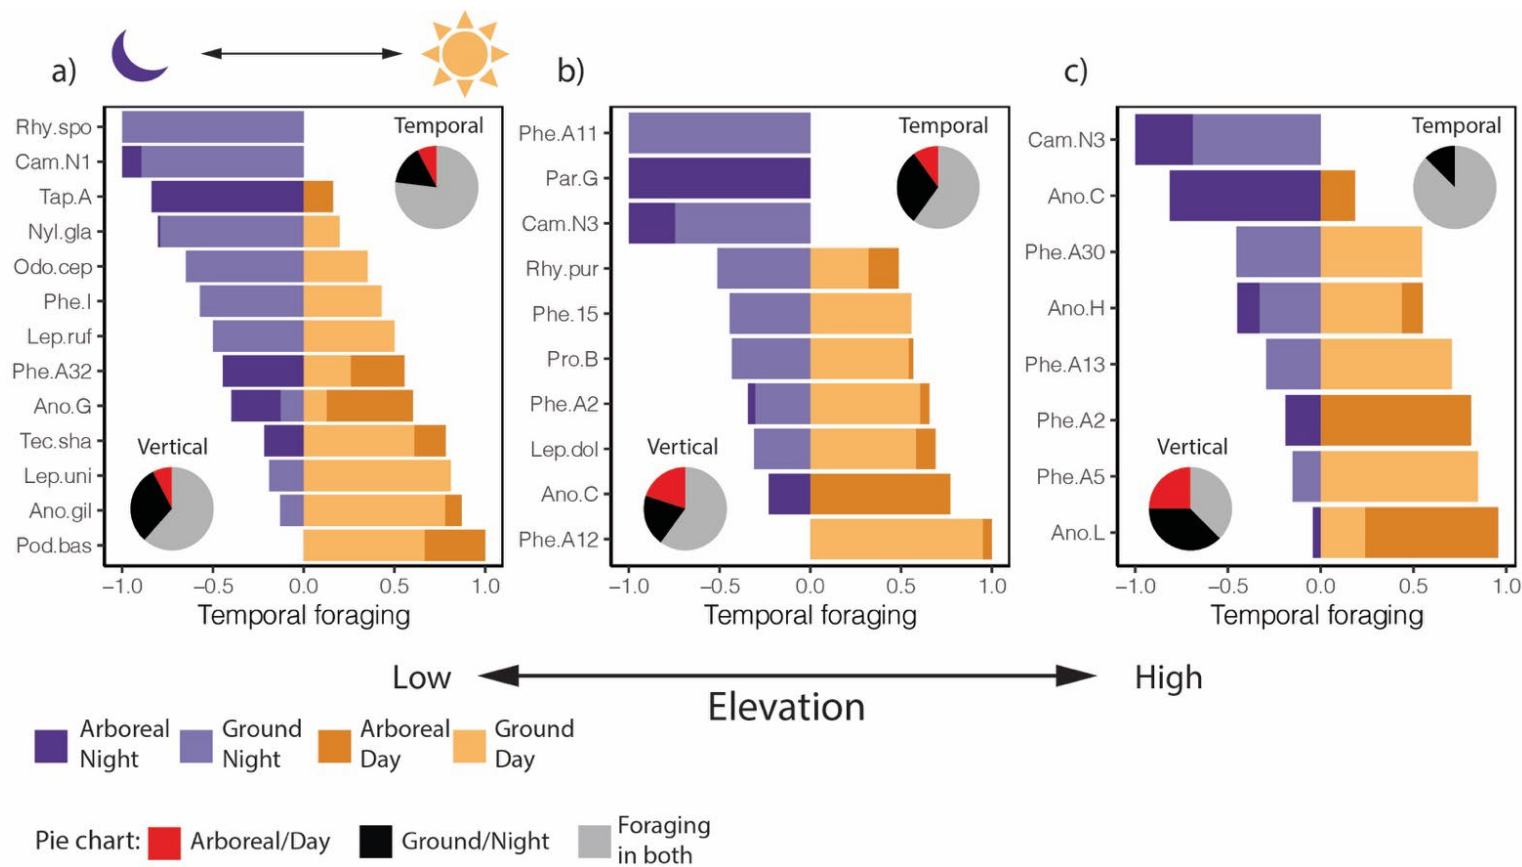 a)
b)
c)
Rhy.spo
Cam.N1
Tap.A
Nyl.gla
Odo.cep
Phe.I
Lep.ruf
Phe.A32
Ano.G
Tec.sha
Lep.uni
Ano.gil
Pod.bas
Temporal
Vertical
−1.0 −0.5 0.0 0.5 1.0
Temporal foraging
Phe.A11
Par.G
Cam.N3
Rhy.pur
Phe.15
Pro.B
Phe.A2
Lep.dol
Ano.C
Phe.A12
Temporal
Vertical
−1.0 −0.5 0.0 0.5 1.0
Temporal foraging
Cam.N3
Ano.C
Phe.A30
Ano.H
Phe.A13
Phe.A2
Phe.A5
Ano.L
Temporal
Vertical
−1.0 −0.5 0.0 0.5 1.0
Temporal foraging
Low
High
Elevation
Arboreal
Night
Ground
Night
Arboreal
Day
Ground
Day
Pie chart:
Arboreal/Day
Ground/Night
Foraging
in both